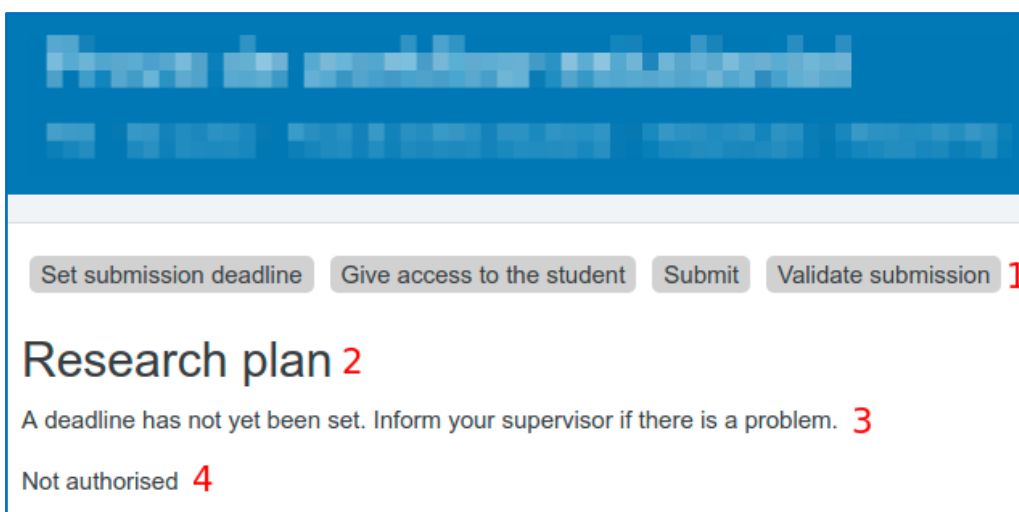 Set submission deadline Give access to the student Submit Validate submission 1
Research plan 2
A deadline has not yet been set. Inform your supervisor if there is a problem. 3
Not authorised 4